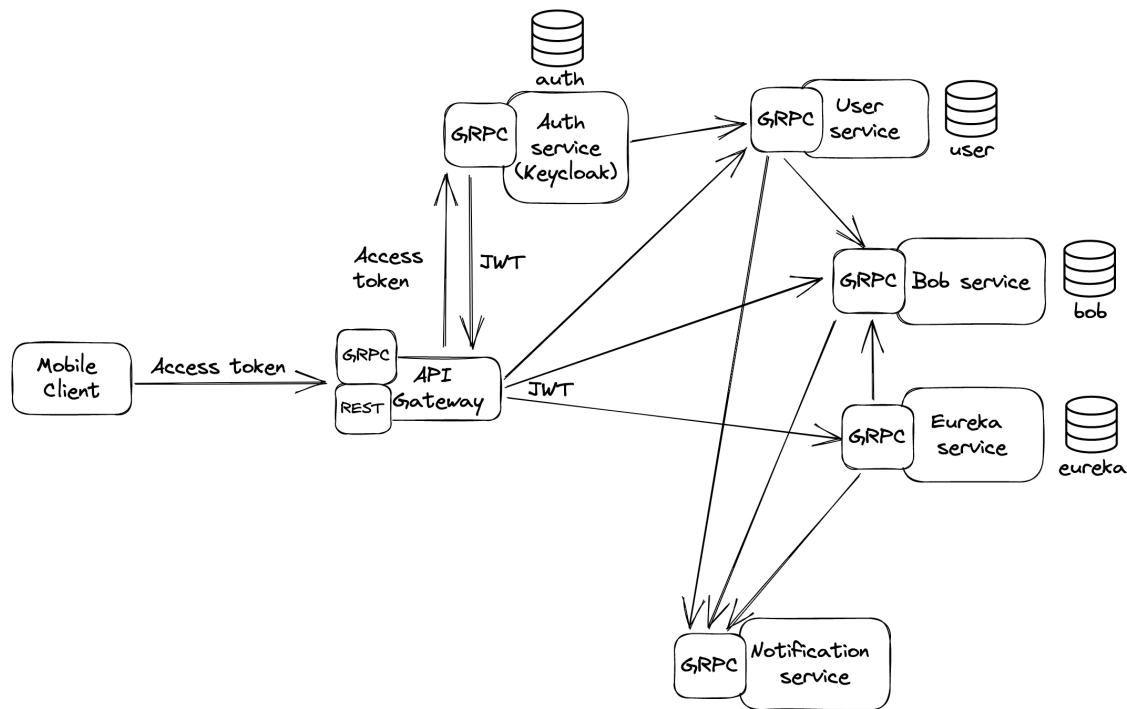 auth
GRPC
Auth
service
(Keycloak)
GRPC
User
service
user
Access
token
JWT
GRPC
Bob service
bob
Mobile
Client
Access token
GRPC
REST
API
Gateway
JWT
GRPC
Eureka
service
eureka
GRPC
Notification
service